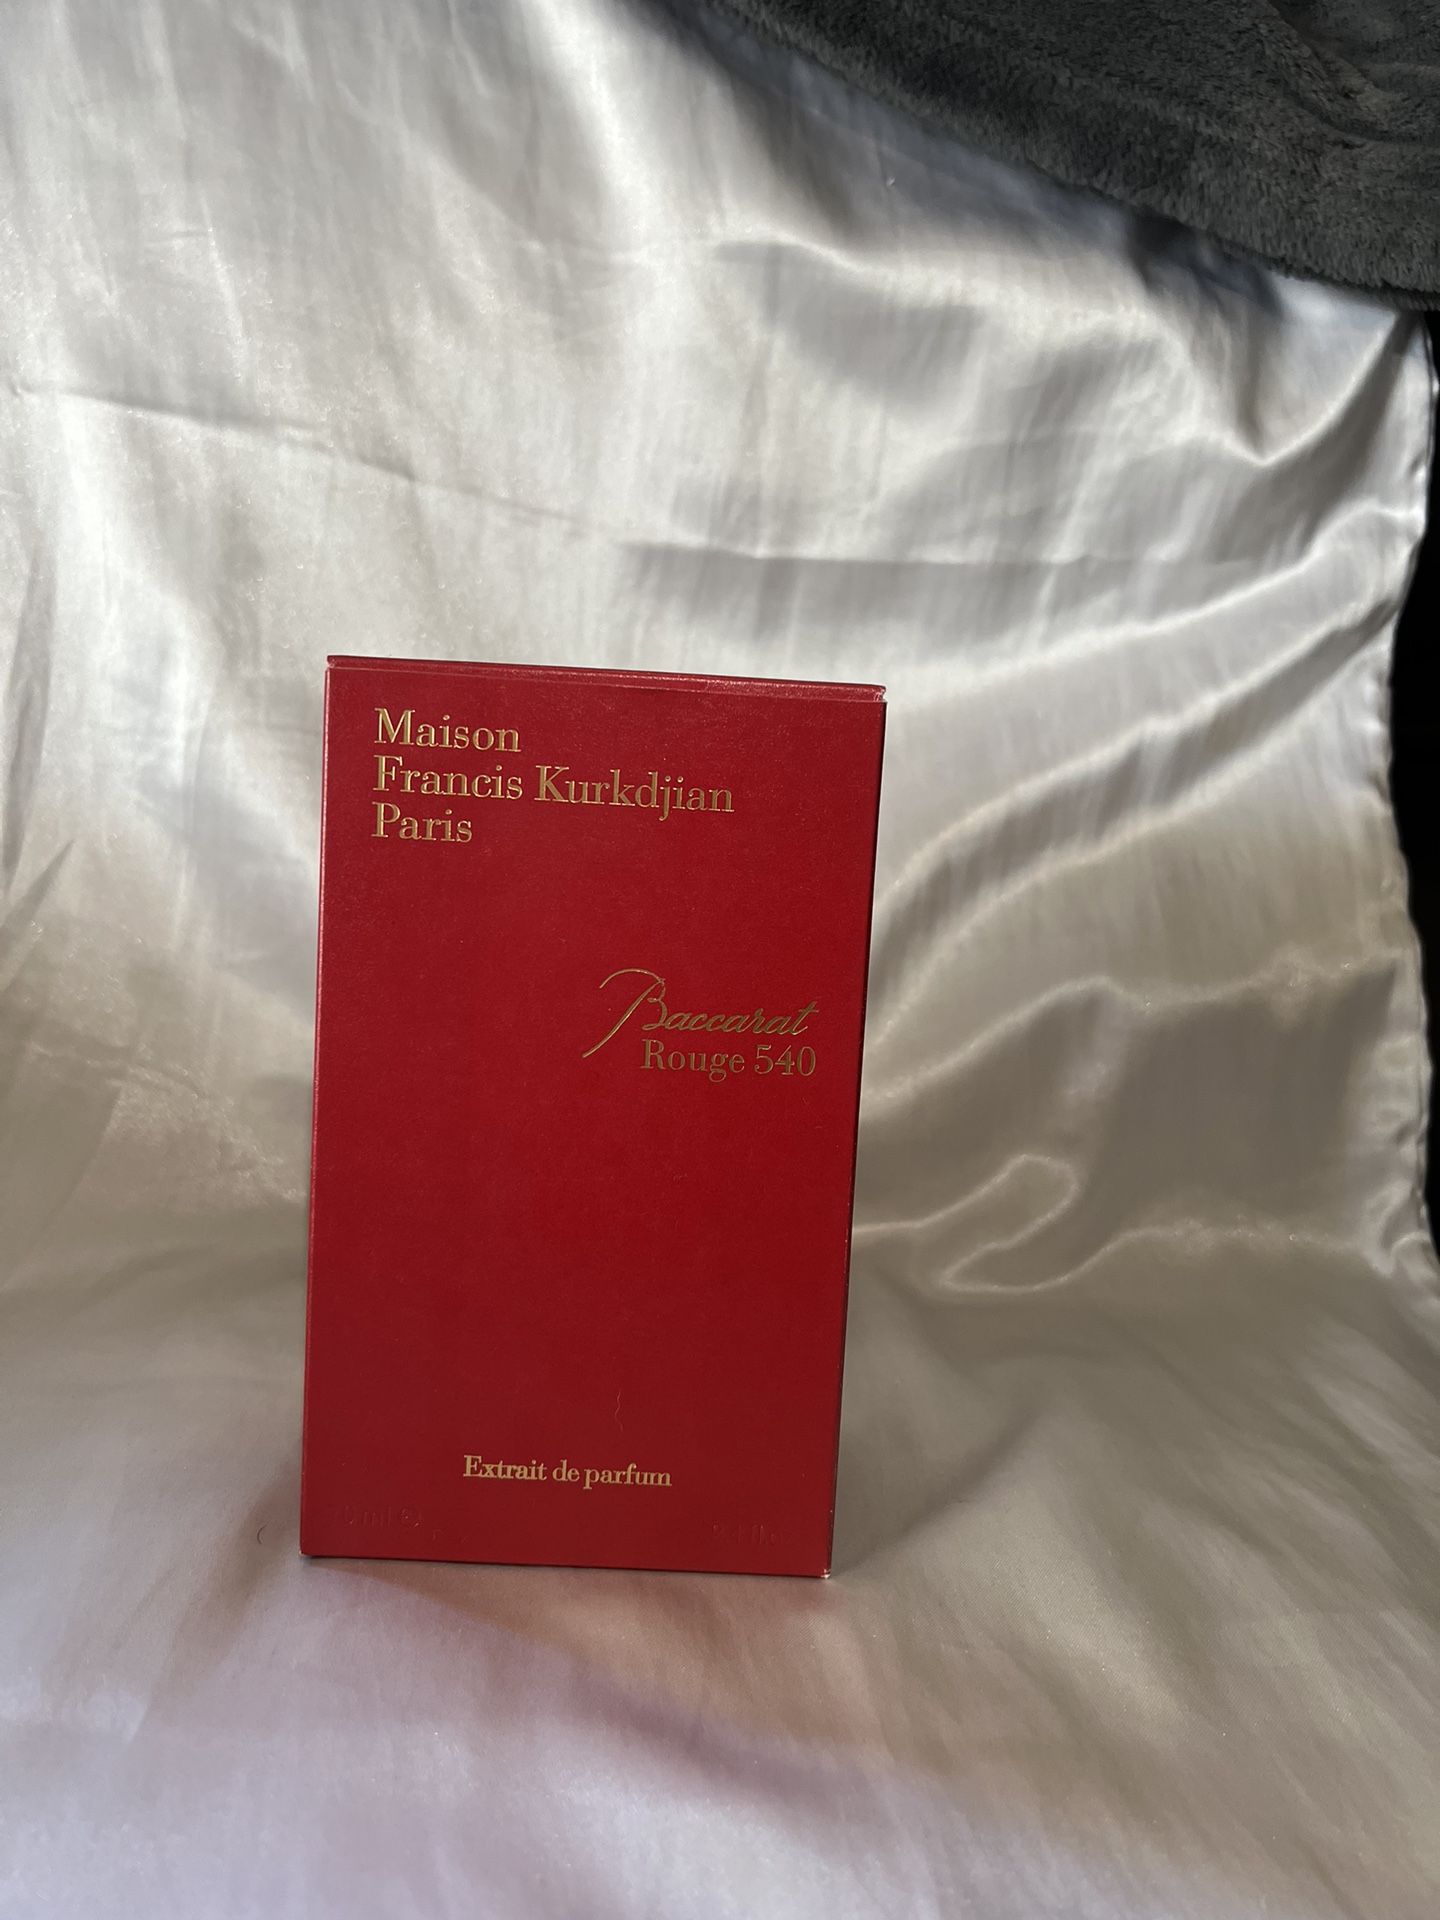 Maison
Francis Kurkdjian
Paris
Baccarat
Rouge 540
Extrait de parfum